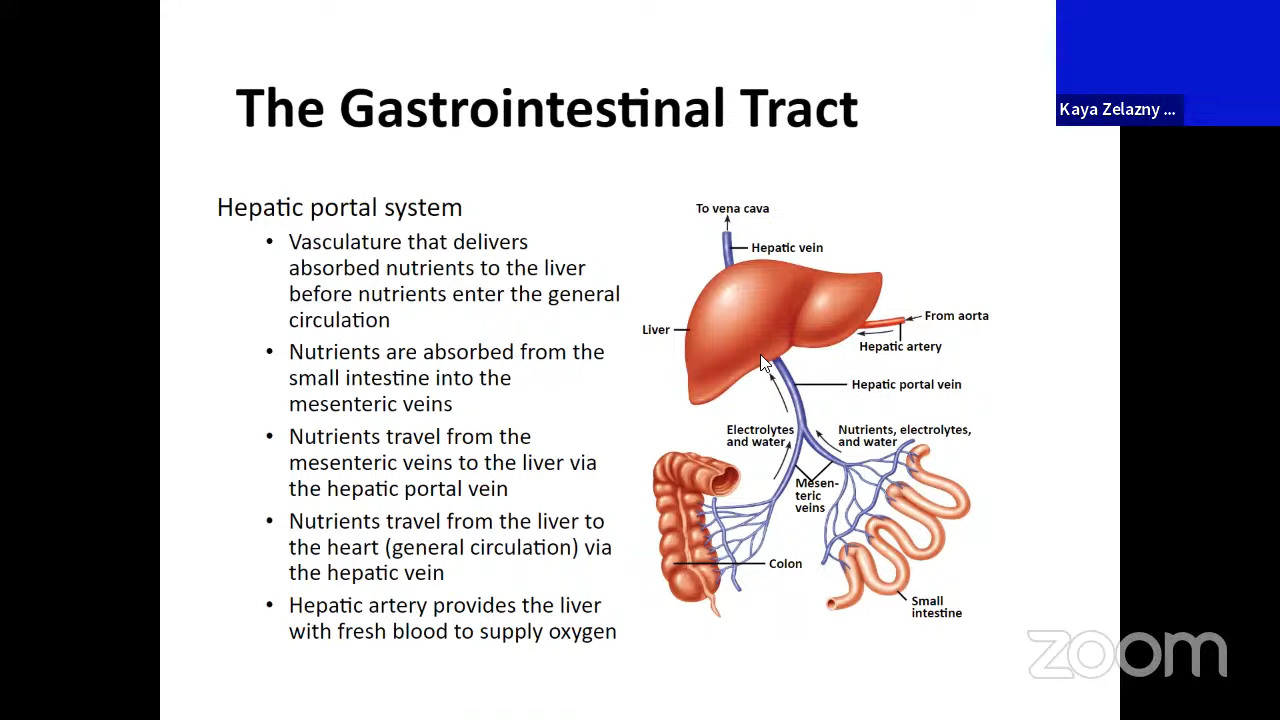 The Gastrointestinal Tract
Kaya Zelazny ...
Hepatic portal system
• Vasculature that delivers
absorbed nutrients to the liver
before nutrients enter the general
circulation
• Nutrients are absorbed from the
small intestine into the
mesenteric veins
• Nutrients travel from the
mesenteric veins to the liver via
the hepatic portal vein
• Nutrients travel from the liver to
the heart (general circulation) via
the hepatic vein
• Hepatic artery provides the liver
with fresh blood to supply oxygen
To vena cava
Hepatic vein
From aorta
Liver
Hepatic artery
Hepatic portal vein
Electrolytes
and water
Nutrients, electrolytes,
and water
Mesen-
teric
veins
Colon
Small
intestine
zoom